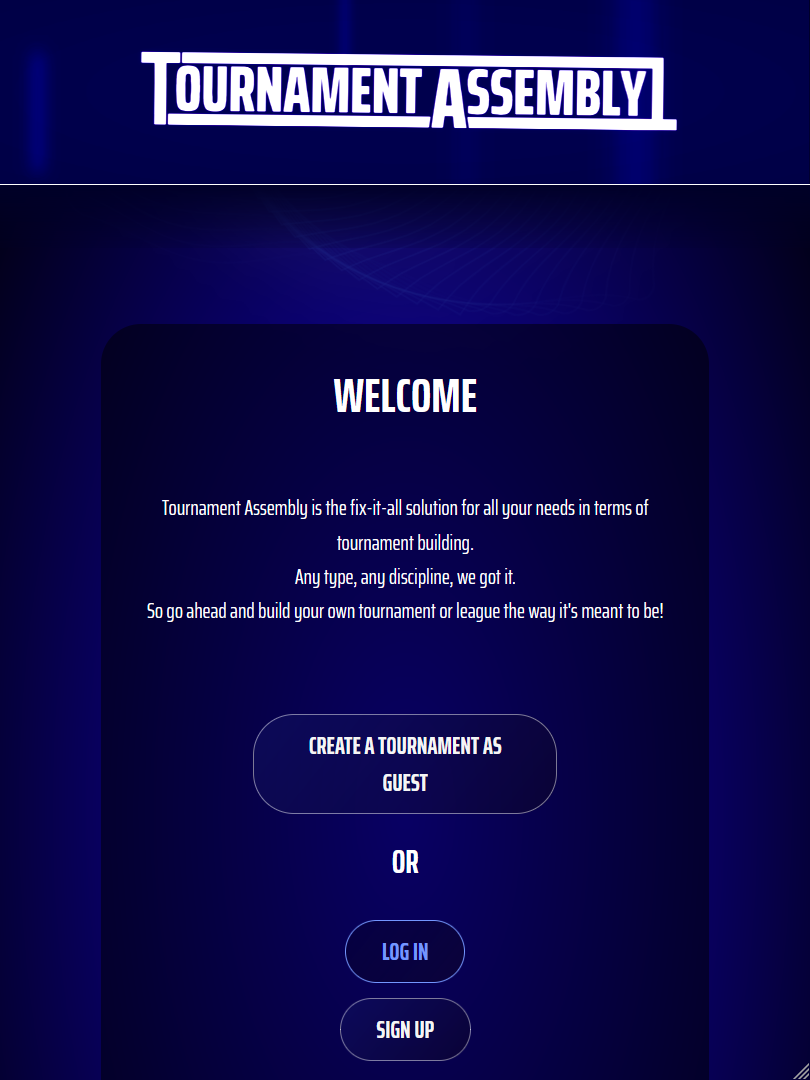 TOURNAMENT ASSEMBLY
WELCOME
Tournament Assembly is the fix-it-all solution for all your needs in terms of
tournament building.
Any type, any discipline, we got it.
So go ahead and build your own tournament or league the way it's meant to be!
CREATE A TOURNAMENT AS
GUEST
OR
LOG IN
SIGN UP